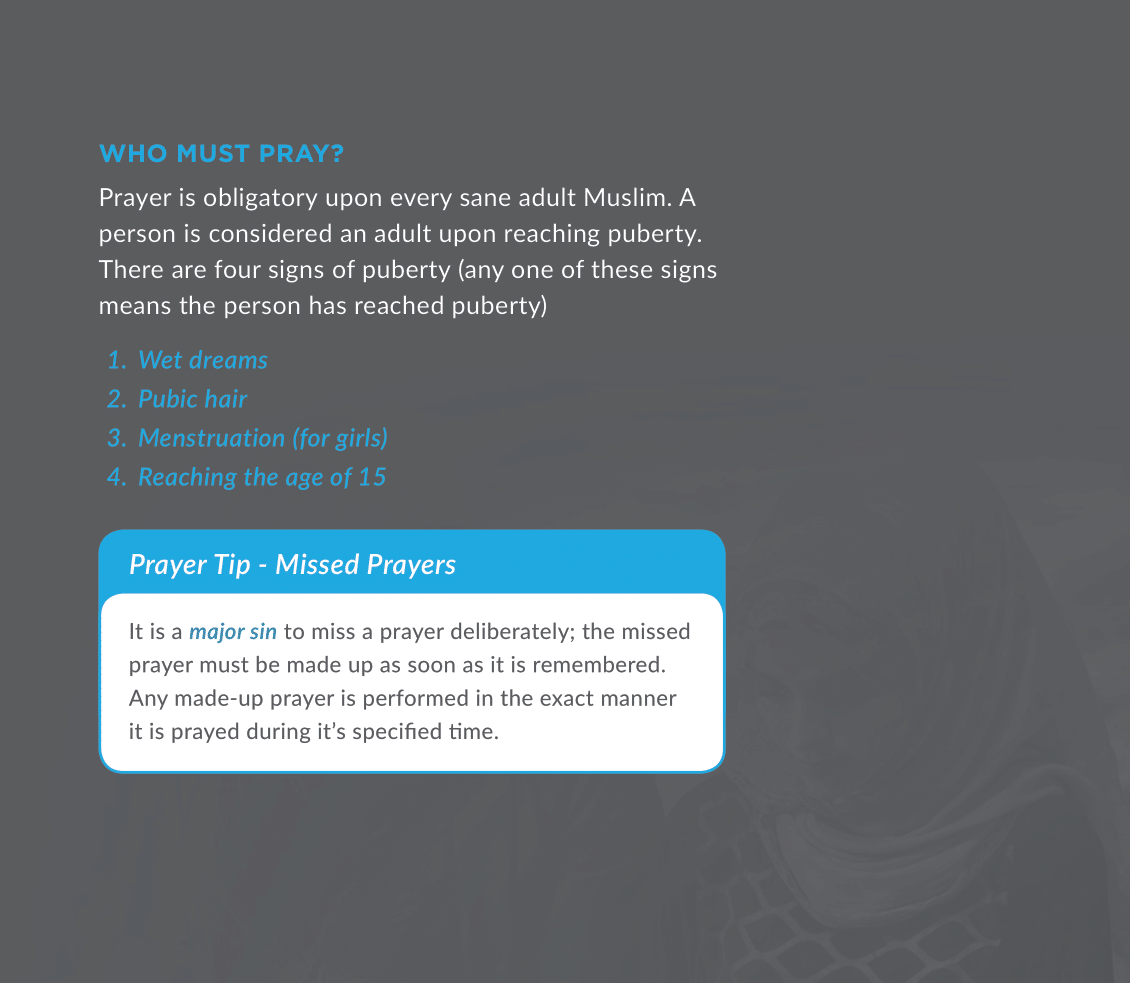 WHO MUST PRAY?
Prayer is obligatory upon every sane adult Muslim. A
person is considered an adult upon reaching puberty.
There are four signs of puberty (any one of these signs
means the person has reached puberty)
1. Wet dreams
2. Pubic hair
3. Menstruation (for girls)
4. Reaching the age of 15
Prayer Tip - Missed Prayers
It is a major sin to miss a prayer deliberately; the missed
prayer must be made up as soon as it is remembered.
Any made-up prayer is performed in the exact manner
it is prayed during it’s specified time.